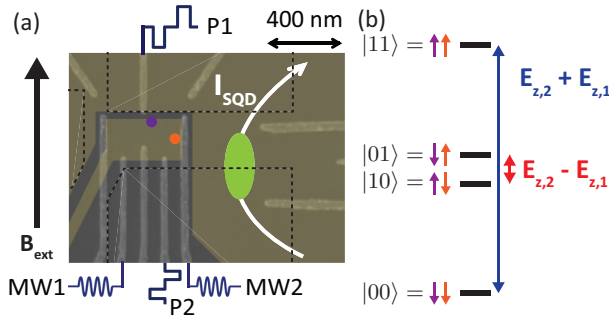 (a)
P1
400 nm
I_SQD
B_ext
MW1
P2
MW2
(b)
|11⟩ = ↑↑
E_z,2 + E_z,1
|01⟩ = ↓↑
|10⟩ = ↑↓
E_z,2 - E_z,1
|00⟩ = ↓↓